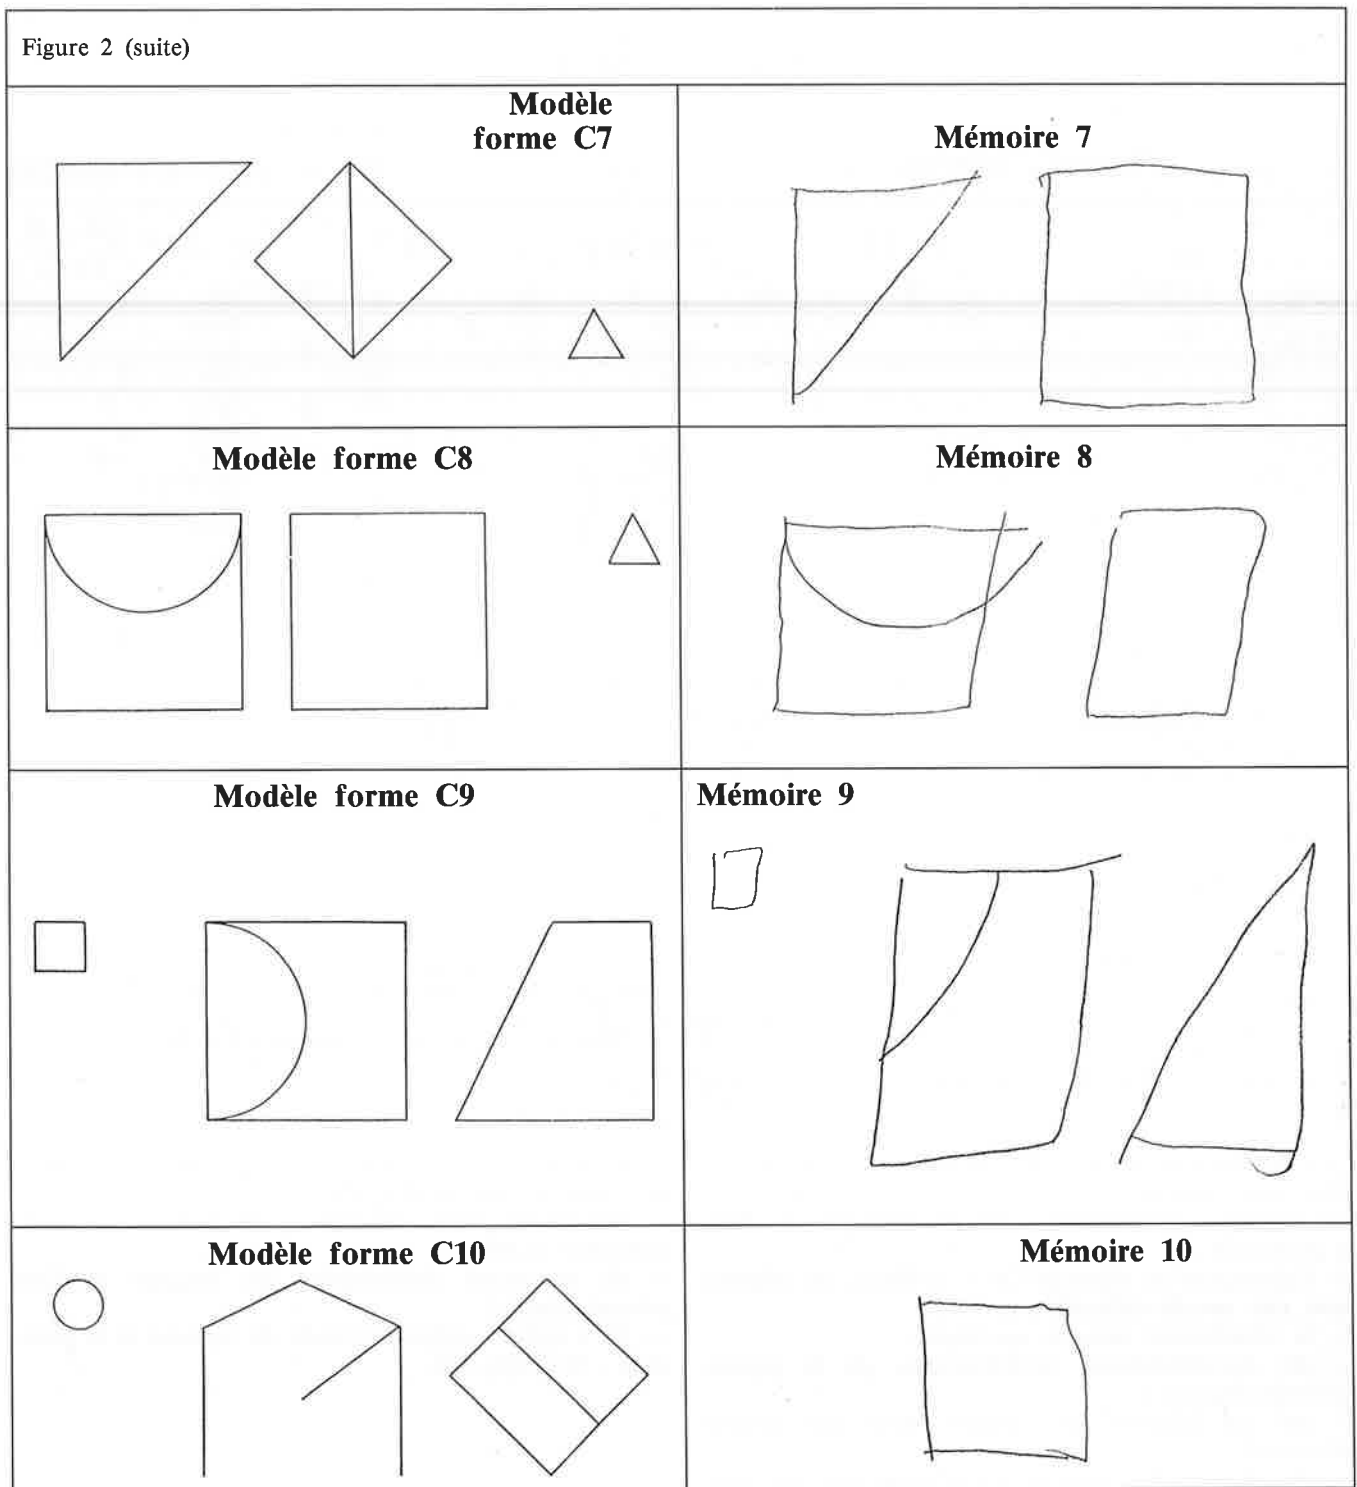 Figure 2 (suite)
Modèle
forme C7
Mémoire 7
Modèle forme C8
Mémoire 8
Modèle forme C9
Mémoire 9
Modèle forme C10
Mémoire 10